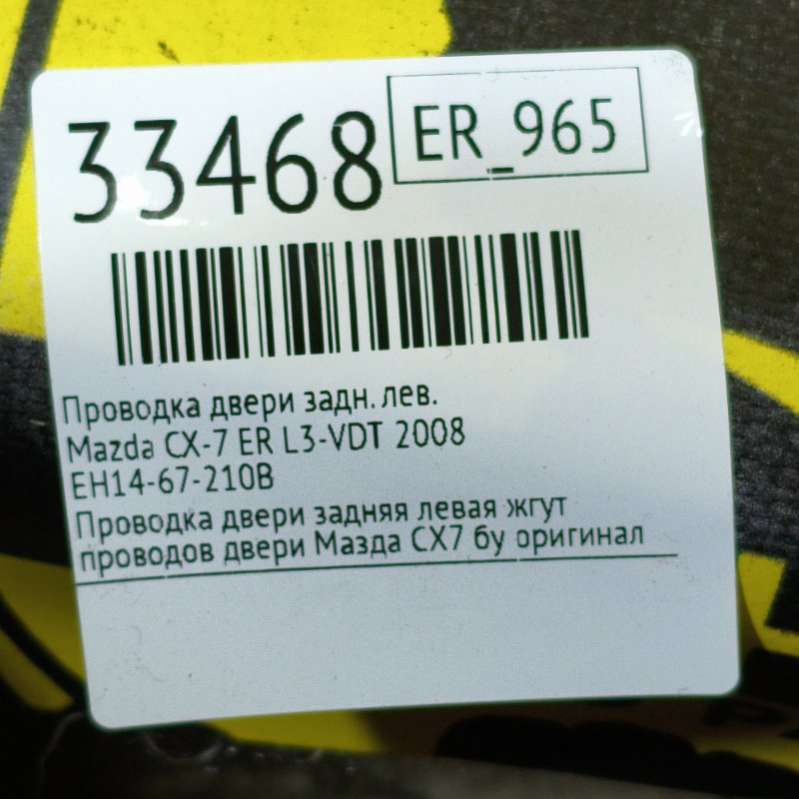 33468
ER_965
Проводка двери задн. лев.
Mazda CX-7 ER L3-VDT 2008
EH14-67-210B
Проводка двери задняя левая жгут
проводов двери Мазда СХ7 бу оригинал